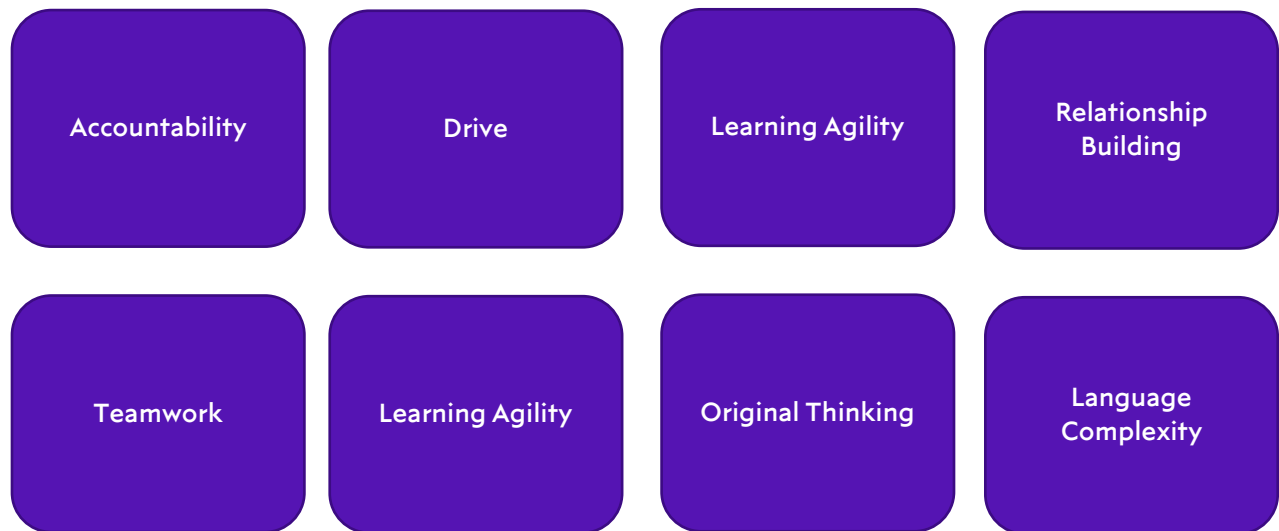 Accountability
Drive
Learning Agility
Relationship
Building
Teamwork
Learning Agility
Original Thinking
Language
Complexity